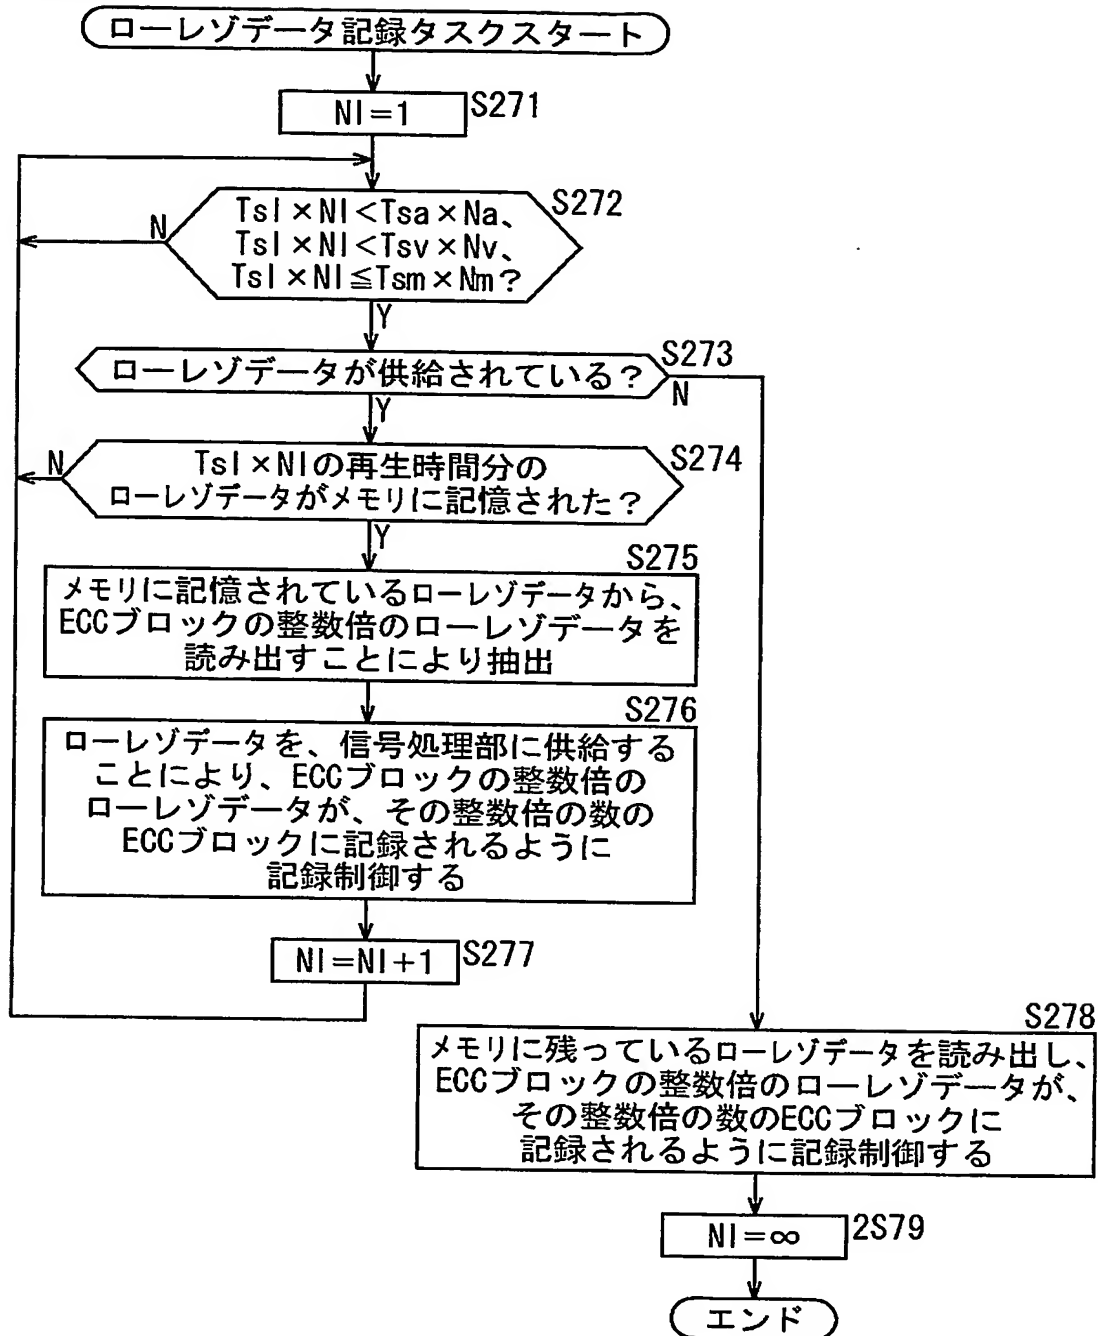 ローレゾデータ記録タスクスタート
Nl=1
S271
Tsl×Nl<Tsa×Na、
Tsl×Nl<Tsv×Nv、
Tsl×Nl≦Tsm×Nm?
S272
N
Y
ローレゾデータが供給されている?
S273
N
Y
Tsl×Nlの再生時間分の
ローレゾデータがメモリに記憶された?
S274
N
Y
S275
メモリに記憶されているローレゾデータから、
ECCブロックの整数倍のローレゾデータを
読み出すことにより抽出
S276
ローレゾデータを、信号処理部に供給する
ことにより、ECCブロックの整数倍の
ローレゾデータが、その整数倍の数の
ECCブロックに記録されるように
記録制御する
Nl=Nl+1
S277
S278
メモリに残っているローレゾデータを読み出し、
ECCブロックの整数倍のローレゾデータが、
その整数倍の数のECCブロックに
記録されるように記録制御する
Nl=∞
2S79
エンド